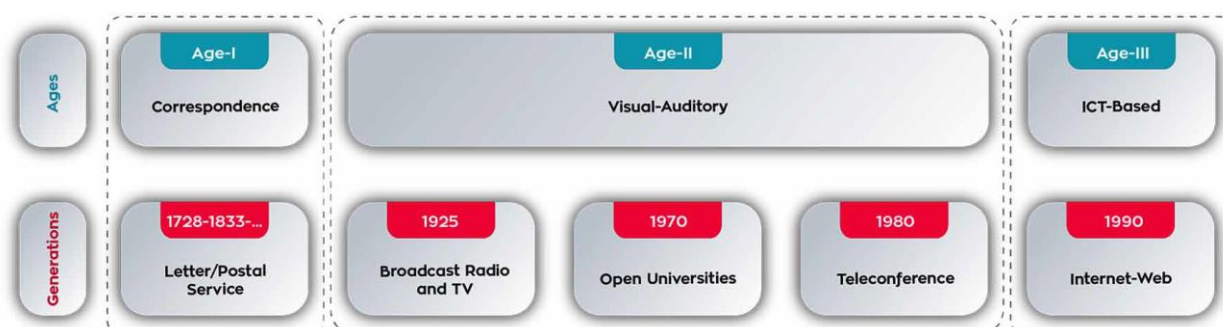 Ages
Age-I
Correspondence
Age-II
Visual-Auditory
Age-III
ICT-Based
Generations
1728-1833-...
Letter/Postal
Service
1925
Broadcast Radio
and TV
1970
Open Universities
1980
Teleconference
1990
Internet-Web